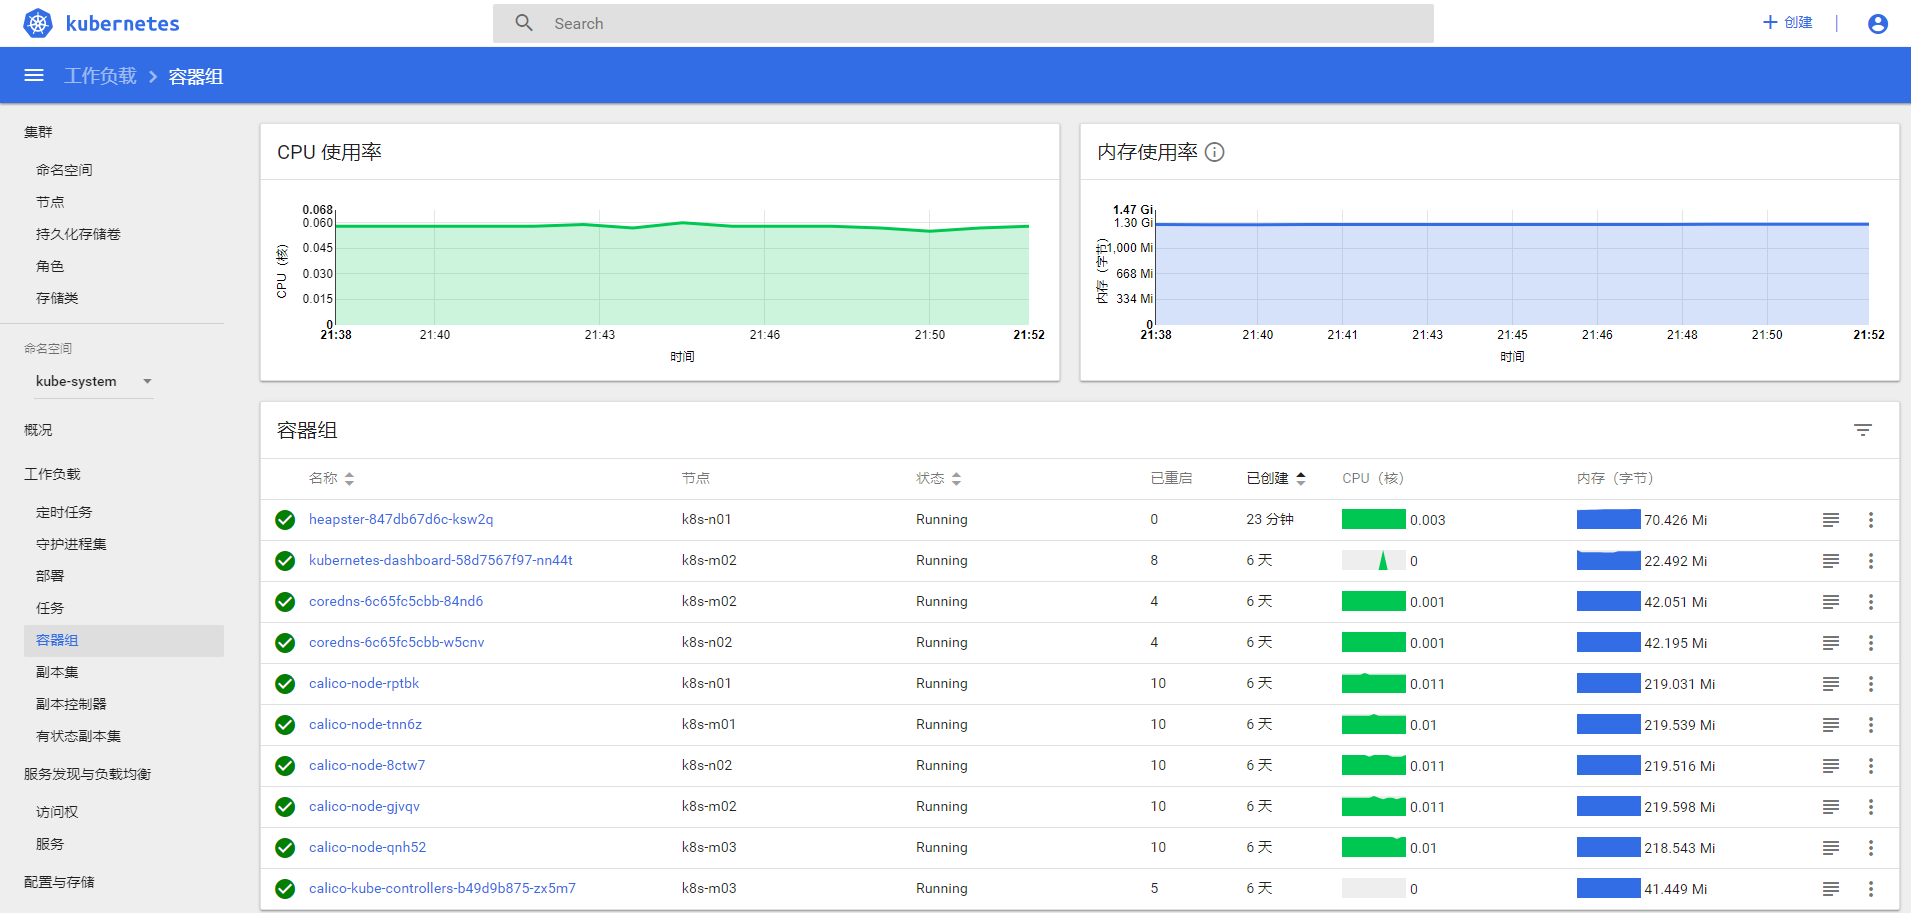 kubernetes
Search
创建
工作负载 容器组
集群
命名空间
节点
持久化存储卷
角色
存储类
命名空间
kube-system
概况
工作负载
定时任务
守护进程集
部署
任务
容器组
副本集
副本控制器
有状态副本集
服务发现与负载均衡
访问权
服务
配置与存储
CPU 使用率
CPU（核）
0.068
0.060
0.045
0.030
0.015
0
21:38 21:40 21:43 21:46 21:50 21:52
时间
内存使用率
内存（字节）
1.47 Gi
1.30 Gi
1,000 Mi
668 Mi
334 Mi
0
21:38 21:40 21:41 21:43 21:45 21:46 21:48 21:50 21:52
时间
容器组
名称 节点 状态 已重启 已创建 CPU（核） 内存（字节）
heapster-847db67d6c-ksw2q k8s-n01 Running 0 23 分钟 0.003 70.426 Mi
kubernetes-dashboard-58d7567f97-nn44t k8s-m02 Running 8 6 天 0 22.492 Mi
coredns-6c65fc5cbb-84nd6 k8s-m02 Running 4 6 天 0.001 42.051 Mi
coredns-6c65fc5cbb-w5cnv k8s-n02 Running 4 6 天 0.001 42.195 Mi
calico-node-rptbk k8s-n01 Running 10 6 天 0.011 219.031 Mi
calico-node-tnn6z k8s-m01 Running 10 6 天 0.01 219.539 Mi
calico-node-8ctw7 k8s-n02 Running 10 6 天 0.011 219.516 Mi
calico-node-gjvqv k8s-m02 Running 10 6 天 0.011 219.598 Mi
calico-node-qnh52 k8s-m03 Running 10 6 天 0.01 218.543 Mi
calico-kube-controllers-b49d9b875-zx5m7 k8s-m03 Running 5 6 天 0 41.449 Mi